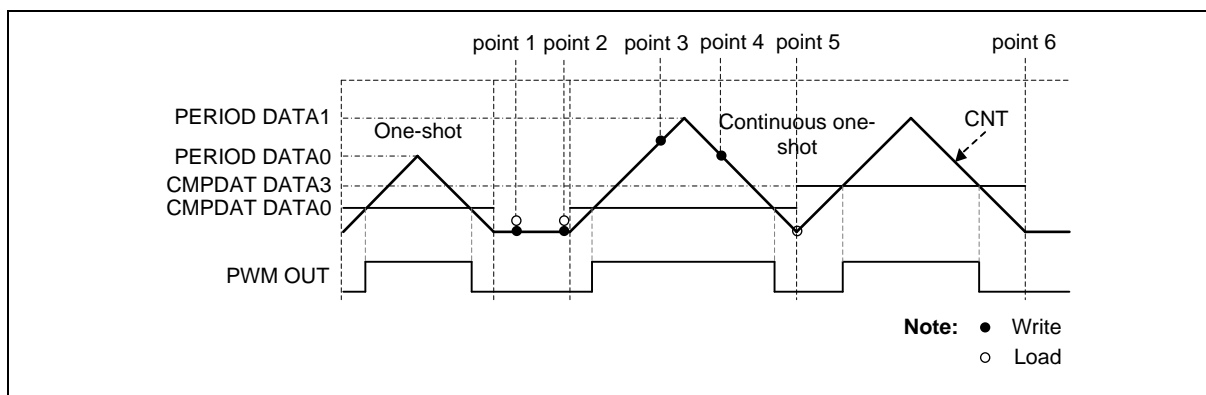 point 1 point 2 point 3 point 4 point 5 point 6
PERIOD DATA1
One-shot
Continuous one-
shot
CNT
PERIOD DATA0
CMPDAT DATA3
CMPDAT DATA0
PWM OUT
Note: Write
Load